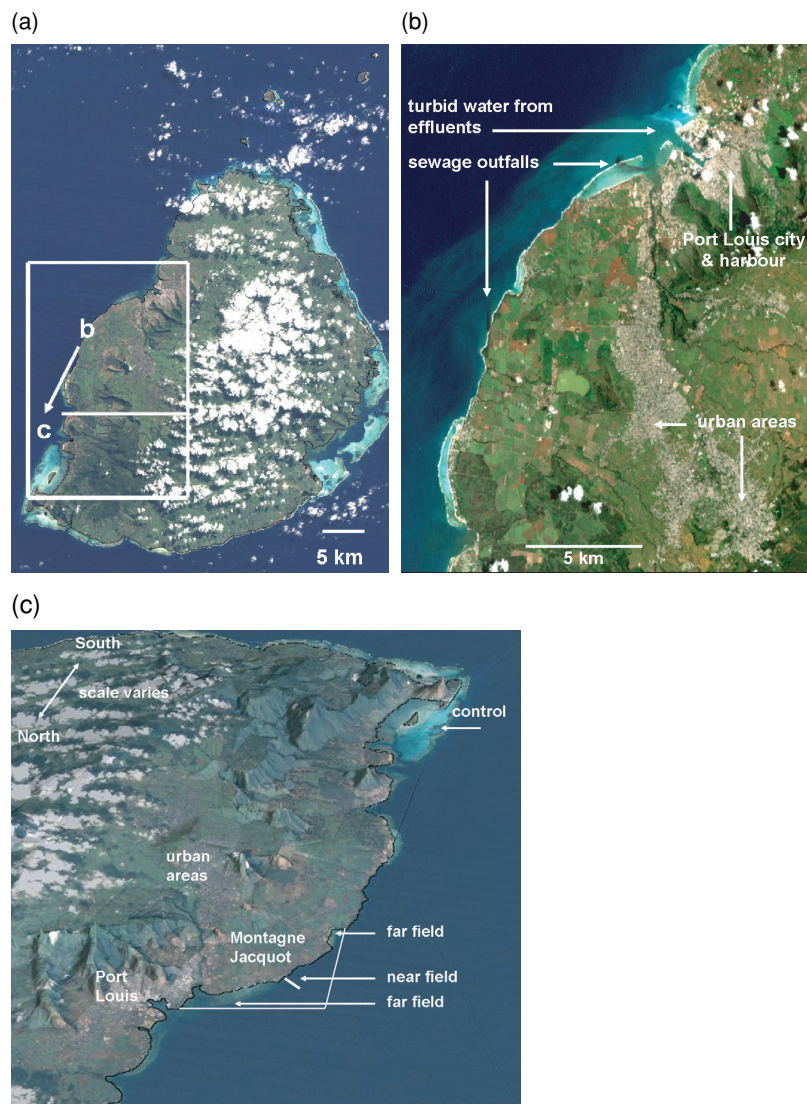 (a)
b
c
5 km
(b)
turbid water from
effluents
sewage outfalls
Port Louis city
& harbour
urban areas
5 km
(c)
South
scale varies
North
control
urban
areas
Montagne
Jacquot
far field
near field
Port
Louis
far field